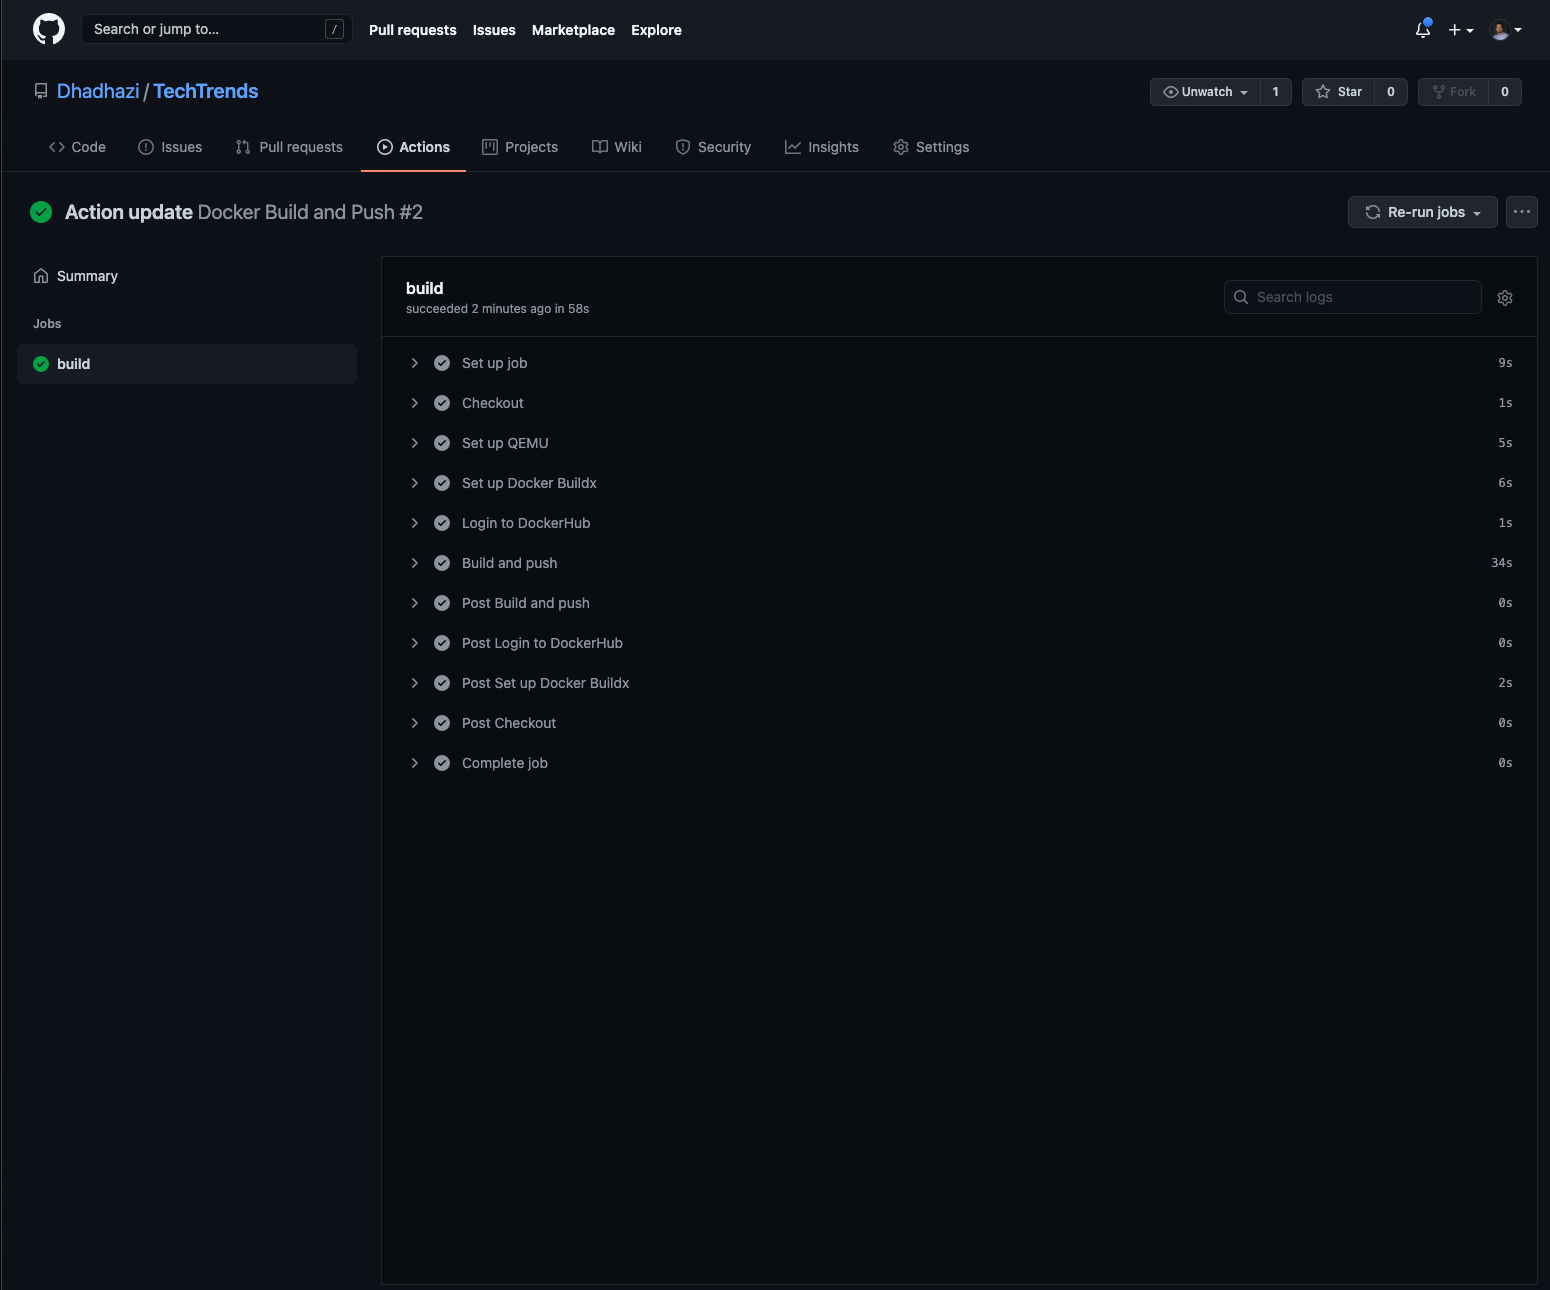 Search or jump to... / Pull requests Issues Marketplace Explore
Dhadhazi / TechTrends Unwatch 1 Star 0 Fork 0
Code Issues Pull requests Actions Projects Wiki Security Insights Settings
Action update Docker Build and Push #2 Re-run jobs ...
Summary
Jobs
build
build
succeeded 2 minutes ago in 58s
Search logs
Set up job 9s
Checkout 1s
Set up QEMU 5s
Set up Docker Buildx 6s
Login to DockerHub 1s
Build and push 34s
Post Build and push 0s
Post Login to DockerHub 0s
Post Set up Docker Buildx 2s
Post Checkout 0s
Complete job 0s